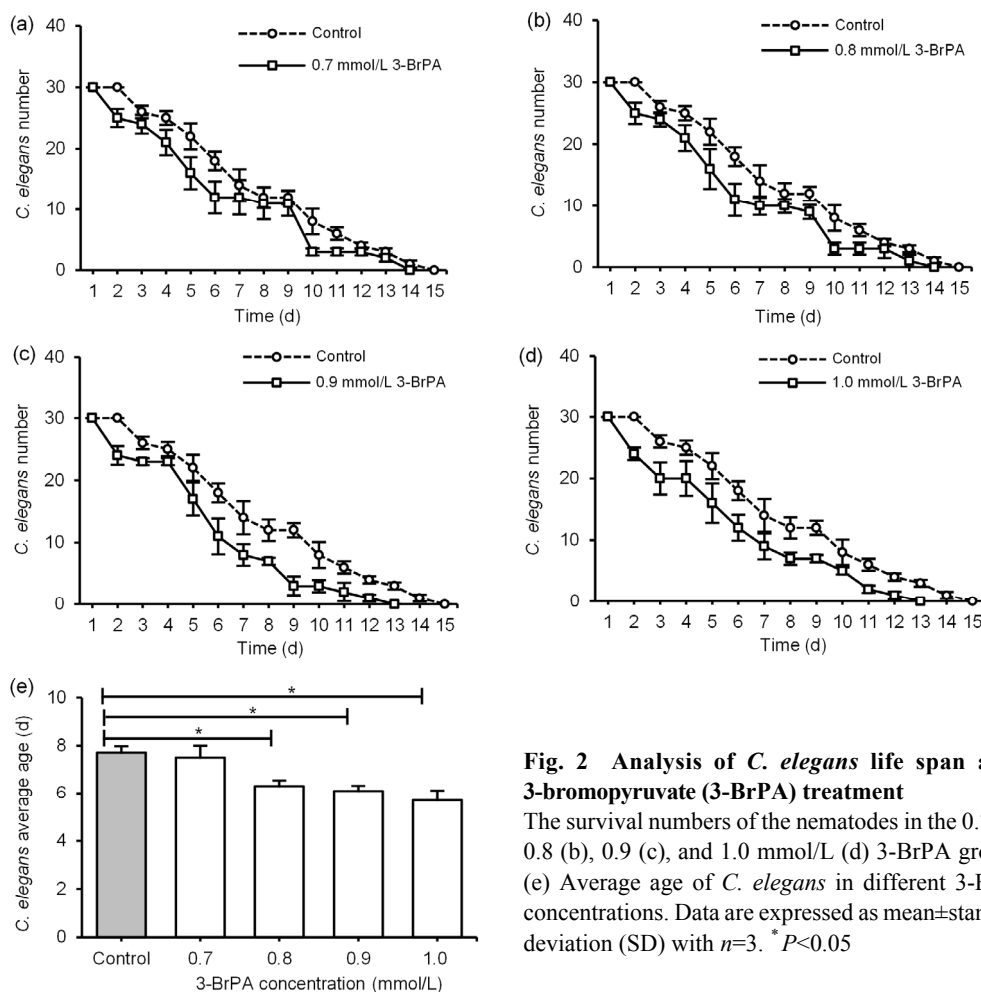 (a)
Control
0.7 mmol/L 3-BrPA
C. elegans number
40
30
20
10
0
1 2 3 4 5 6 7 8 9 10 11 12 13 14 15
Time (d)
(b)
Control
0.8 mmol/L 3-BrPA
C. elegans number
40
30
20
10
0
1 2 3 4 5 6 7 8 9 10 11 12 13 14 15
Time (d)
(c)
Control
0.9 mmol/L 3-BrPA
C. elegans number
40
30
20
10
0
1 2 3 4 5 6 7 8 9 10 11 12 13 14 15
Time (d)
(d)
Control
1.0 mmol/L 3-BrPA
C. elegans number
40
30
20
10
0
1 2 3 4 5 6 7 8 9 10 11 12 13 14 15
Time (d)
(e)
*
*
*
C. elegans average age (d)
10
8
6
4
2
0
Control 0.7 0.8 0.9 1.0
3-BrPA concentration (mmol/L)
Fig. 2 Analysis of C. elegans life span a
3-bromopyruvate (3-BrPA) treatment
The survival numbers of the nematodes in the 0.
0.8 (b), 0.9 (c), and 1.0 mmol/L (d) 3-BrPA gro
(e) Average age of C. elegans in different 3-B
concentrations. Data are expressed as mean±stan
deviation (SD) with n=3. *P<0.05